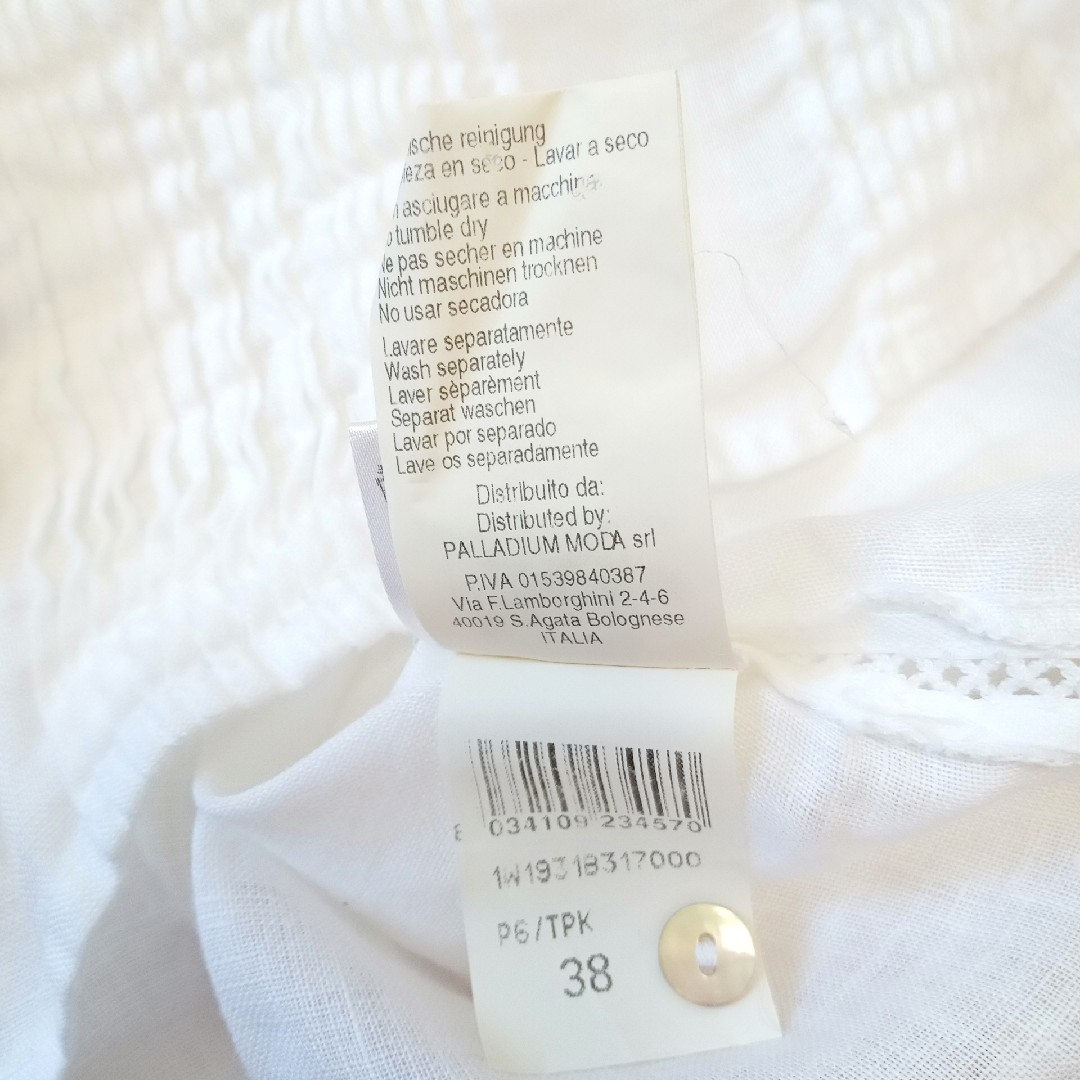 reinigung
en seco - Lavar a seco
asciugare a macchina
tumble dry
pas secher en machine
Nicht maschinen trocknen
No usar secadora
Lavare separatamente
Wash separately
Laver sèparèment
Separat waschen
Lavar por separado
Lave os separadamente
Distribuito da:
Distributed by:
PALLADIUM MODA srl
P.IVA 01539840387
Via F.Lamborghini 2-4-6
40019 S.Agata Bolognese
ITALIA
8 034109 234570
1W1931B317000
P6/TPK
38